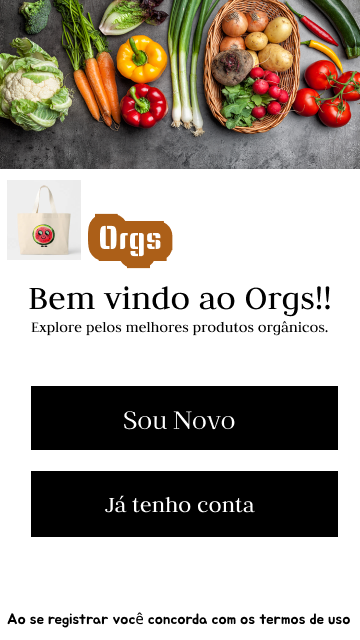 Orgs
Bem vindo ao Orgs!!
Explore pelos melhores produtos orgânicos.
Sou Novo
Já tenho conta
Ao se registrar você concorda com os termos de uso